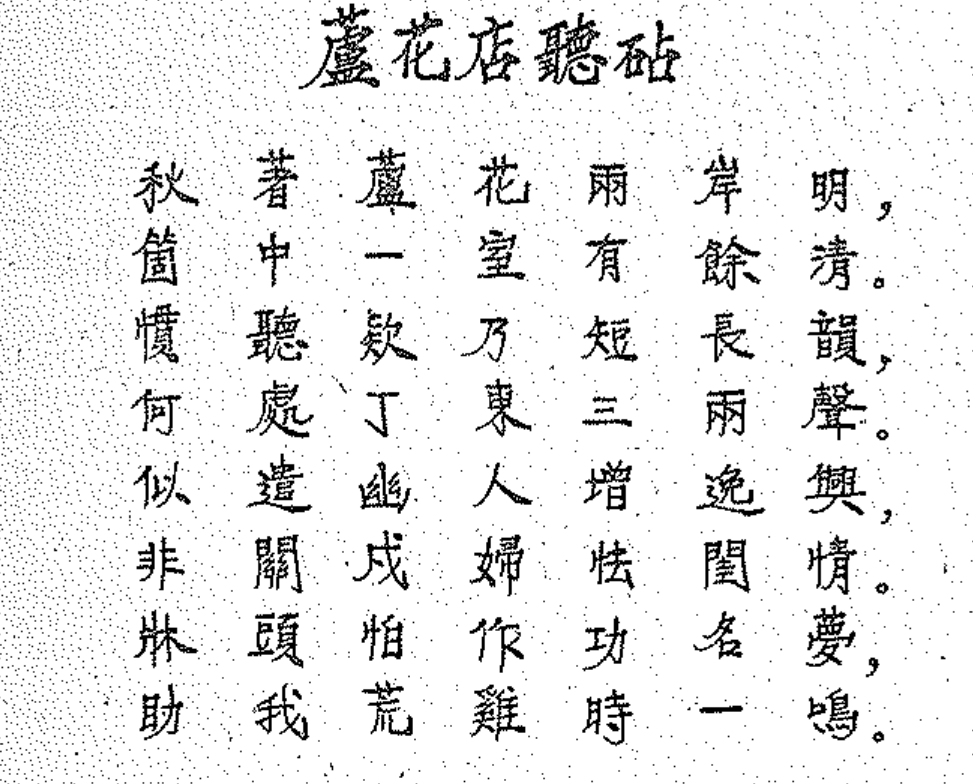 蘆花店聽砧
秋著蘆花兩岸明，
箇中一室有餘清。
慣聽欵乃短長韻，
何處丁東三兩聲。
似遣幽人增逸興，
非關戍婦怯閨情。
牀頭怕作功名夢，
助我荒雞時一鳴。